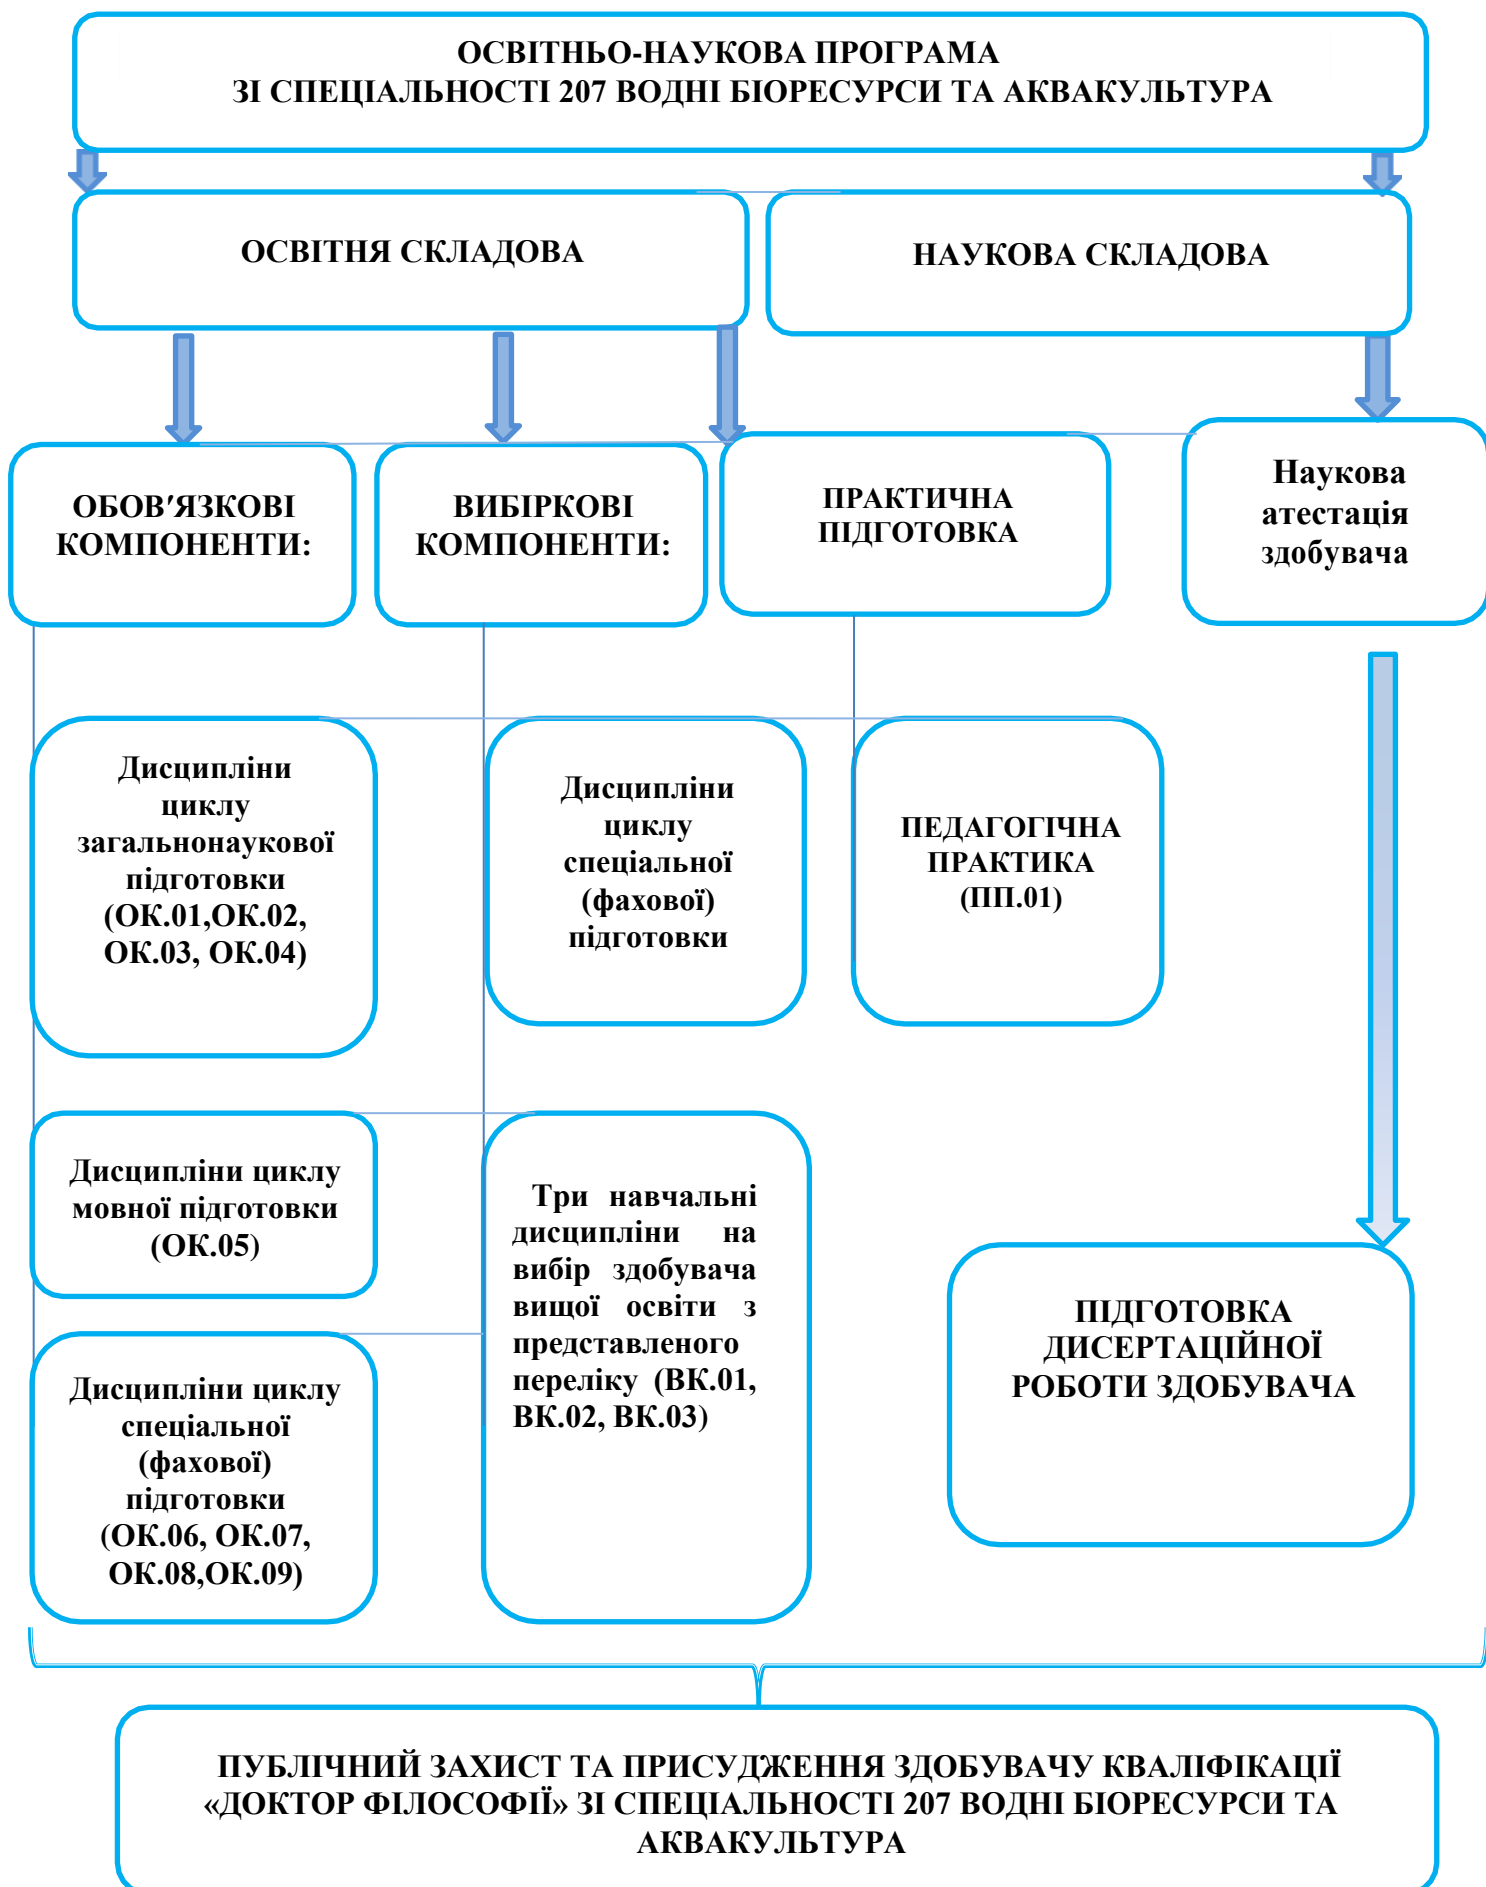 ОСВІТНЬО-НАУКОВА ПРОГРАМА
ЗІ СПЕЦІАЛЬНОСТІ 207 ВОДНІ БІОРЕСУРСИ ТА АКВАКУЛЬТУРА
ОСВІТНЯ СКЛАДОВА
НАУКОВА СКЛАДОВА
ОБОВ'ЯЗКОВІ
КОМПОНЕНТИ:
ВИБІРКОВІ
КОМПОНЕНТИ:
ПРАКТИЧНА
ПІДГОТОВКА
Наукова
атестація
здобувача
Дисципліни
циклу
загальнонаукової
підготовки
(ОК.01,ОК.02,
ОК.03, ОК.04)
Дисципліни
циклу
спеціальної
(фахової)
підготовки
ПЕДАГОГІЧНА
ПРАКТИКА
(ПП.01)
Дисципліни циклу
мовної підготовки
(ОК.05)
Три навчальні
дисципліни на
вибір здобувача
вищої освіти з
представленого
переліку (ВК.01,
ВК.02, ВК.03)
Дисципліни циклу
спеціальної
(фахової)
підготовки
(ОК.06, ОК.07,
ОК.08,ОК.09)
ПІДГОТОВКА
ДИСЕРТАЦІЙНОЇ
РОБОТИ ЗДОБУВАЧА
ПУБЛІЧНИЙ ЗАХИСТ ТА ПРИСУДЖЕННЯ ЗДОБУВАЧУ КВАЛІФІКАЦІЇ
«ДОКТОР ФІЛОСОФІЇ» ЗІ СПЕЦІАЛЬНОСТІ 207 ВОДНІ БІОРЕСУРСИ ТА
АКВАКУЛЬТУРА